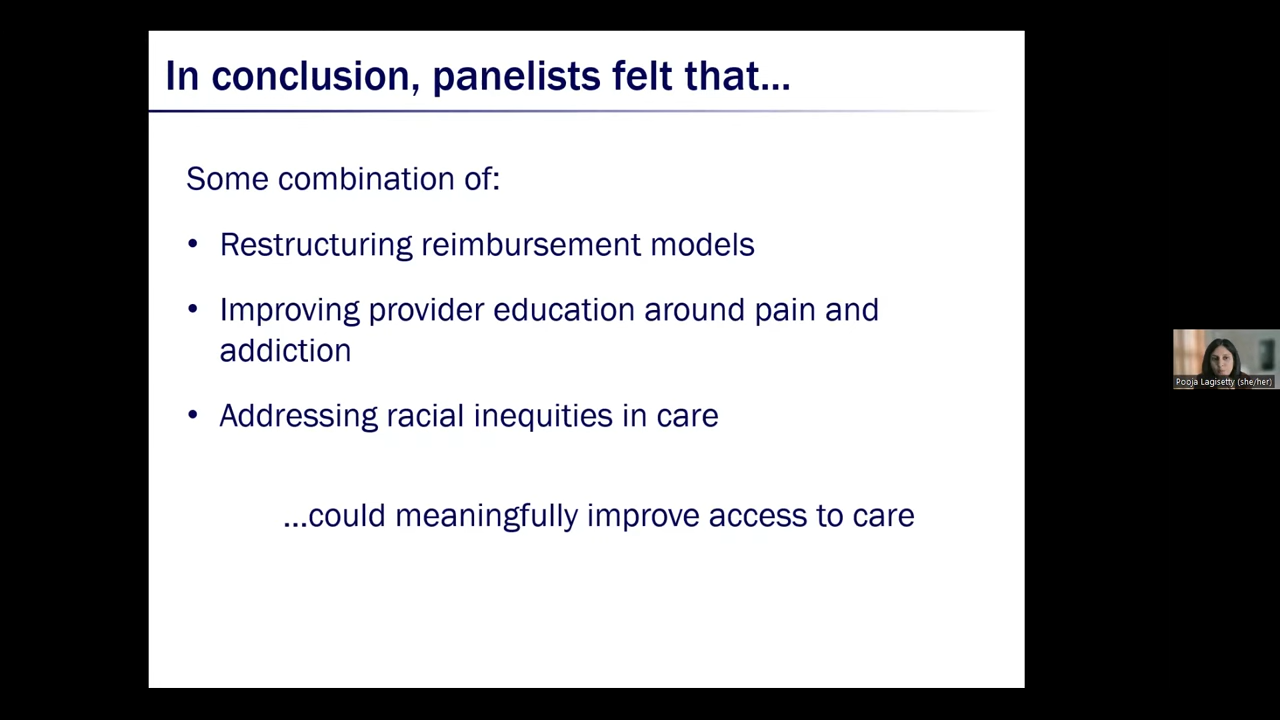 In conclusion, panelists felt that...
Some combination of:
• Restructuring reimbursement models
• Improving provider education around pain and
addiction
• Addressing racial inequities in care
...could meaningfully improve access to care
Pooja Lagisetty (she/her)